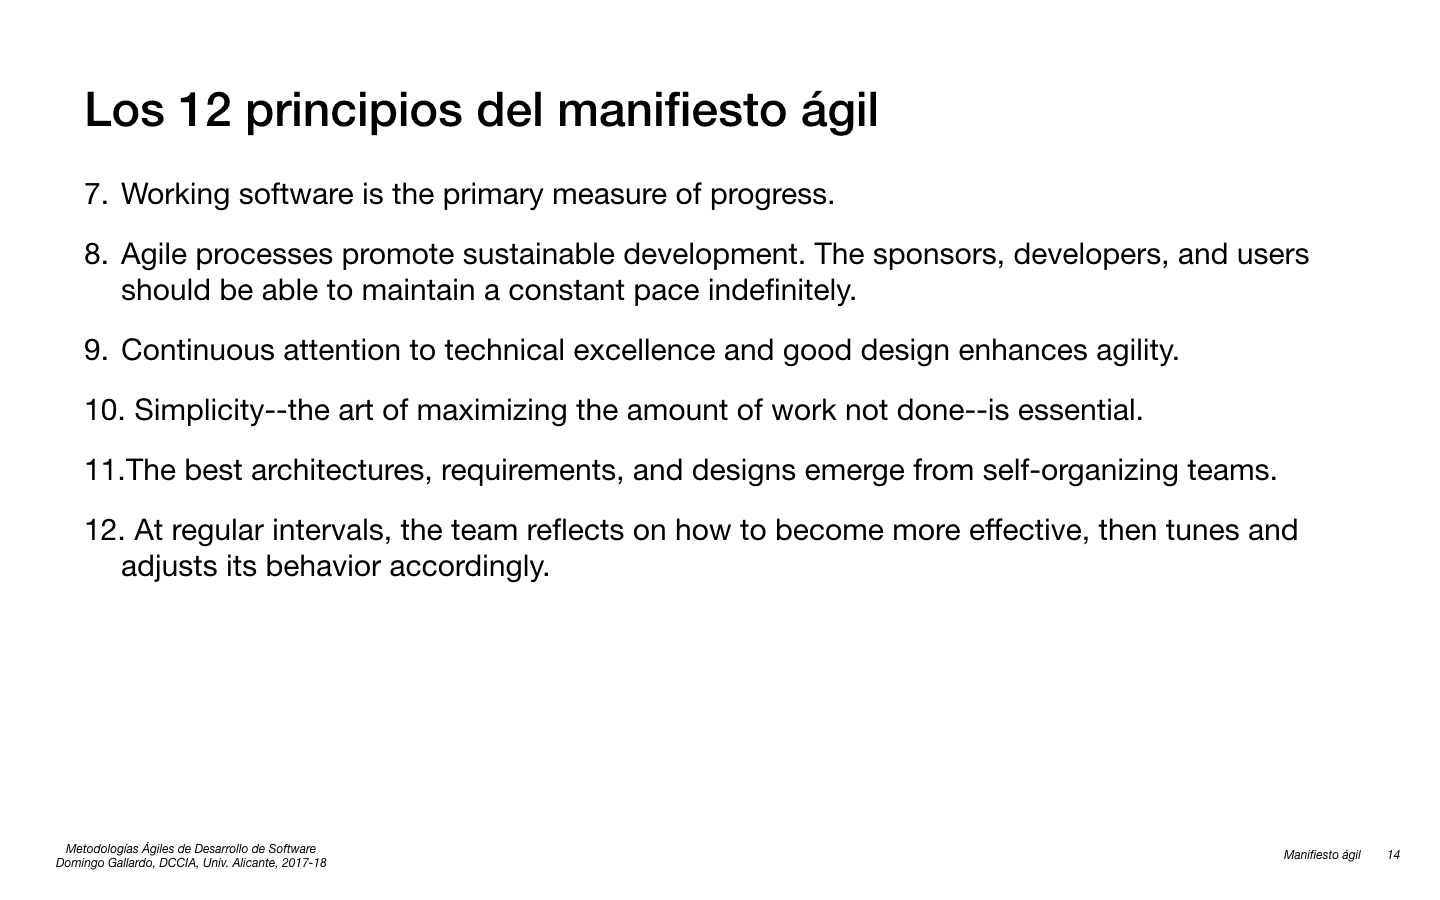 Los 12 principios del manifiesto ágil
7. Working software is the primary measure of progress.
8. Agile processes promote sustainable development. The sponsors, developers, and users
should be able to maintain a constant pace indefinitely.
9. Continuous attention to technical excellence and good design enhances agility.
10. Simplicity--the art of maximizing the amount of work not done--is essential.
11.The best architectures, requirements, and designs emerge from self-organizing teams.
12. At regular intervals, the team reflects on how to become more effective, then tunes and
adjusts its behavior accordingly.
Metodologías Ágiles de Desarrollo de Software
Domingo Gallardo, DCCIA, Univ. Alicante, 2017-18
Manifiesto ágil 14